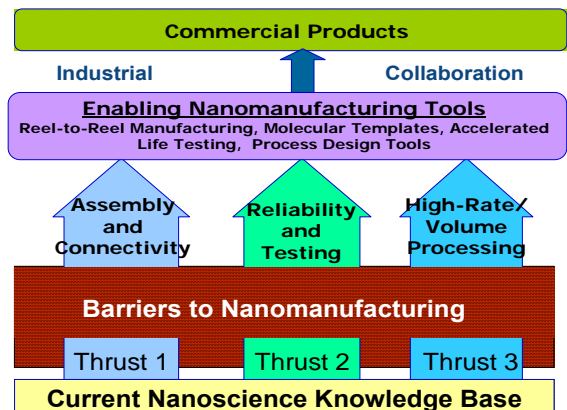 Commercial Products
Industrial
Collaboration
Enabling Nanomanufacturing Tools
Reel-to-Reel Manufacturing, Molecular Templates, Accelerated
Life Testing, Process Design Tools
Assembly
and
Connectivity
Reliability
and
Testing
High-Rate/
Volume
Processing
Barriers to Nanomanufacturing
Thrust 1
Thrust 2
Thrust 3
Current Nanoscience Knowledge Base